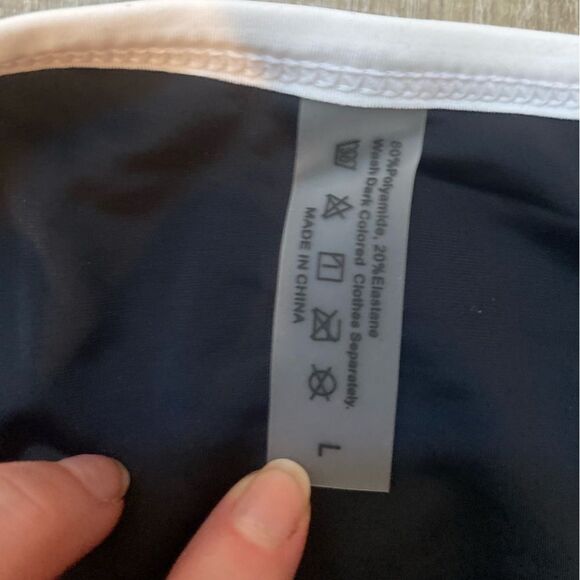 80%Polyamide, 20%Elastane
Wash Dark Colored Clothes Separately.
MADE IN CHINA
L